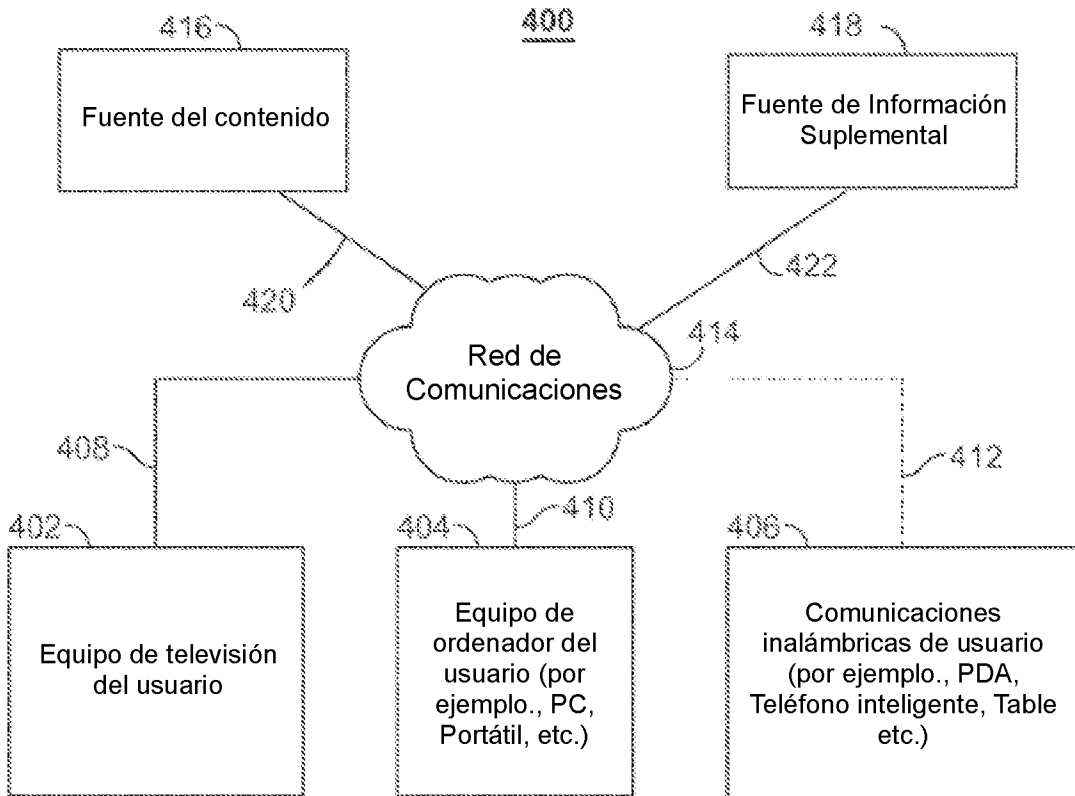 400
416
418
Fuente del contenido
Fuente de Información
Suplemental
420
422
414
Red de
Comunicaciones
408
410
412
402
404
406
Equipo de televisión
del usuario
Equipo de
ordenador del
usuario (por
ejemplo., PC,
Portátil, etc.)
Comunicaciones
inalámbricas de usuario
(por ejemplo., PDA,
Teléfono inteligente, Table
etc.)